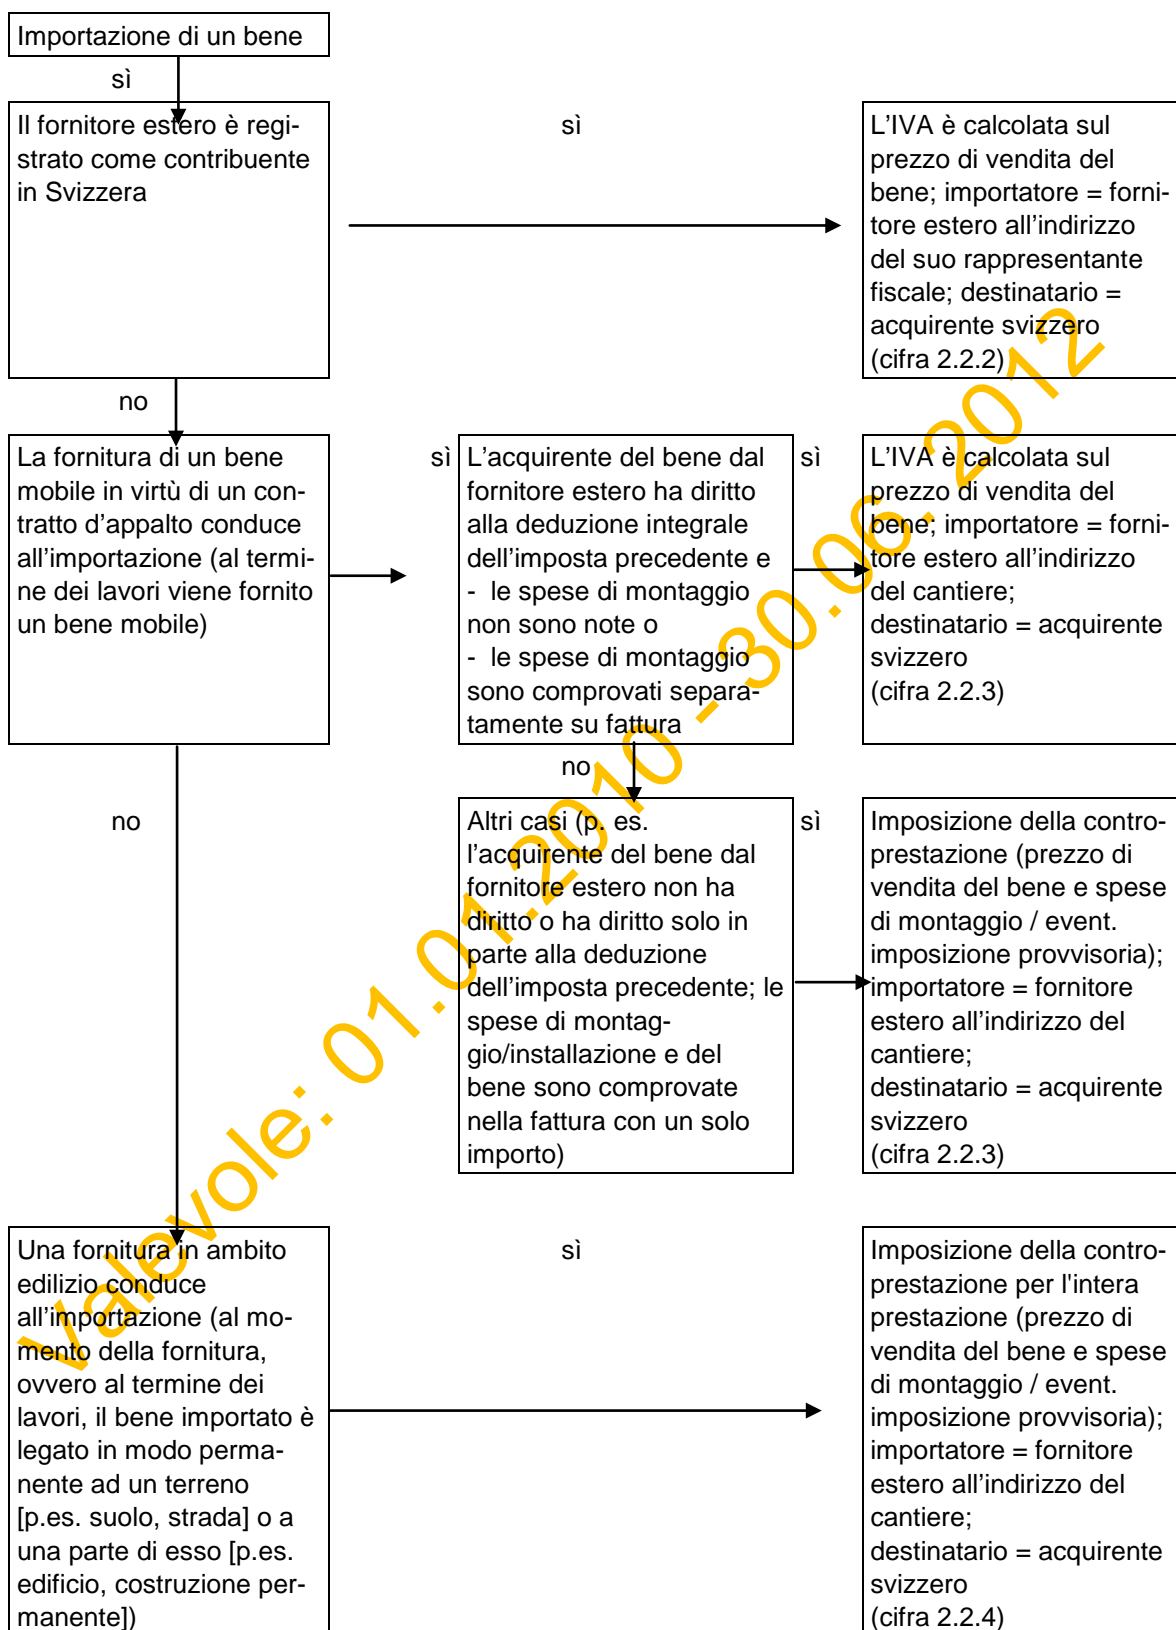 Importazione di un bene
sì
Il fornitore estero è regi-
strato come contribuente
in Svizzera
sì
L'IVA è calcolata sul
prezzo di vendita del
bene; importatore = forni-
tore estero all'indirizzo
del suo rappresentante
fiscale; destinatario =
acquirente svizzero
(cifra 2.2.2)
no
La fornitura di un bene
mobile in virtù di un con-
tratto d'appalto conduce
all'importazione (al termi-
ne dei lavori viene fornito
un bene mobile)
sì
L'acquirente del bene dal
fornitore estero ha diritto
alla deduzione integrale
dell'imposta precedente e
- le spese di montaggio
non sono note o
- le spese di montaggio
sono comprovati separa-
tamente su fattura
sì
L'IVA è calcolata sul
prezzo di vendita del
bene; importatore = forni-
tore estero all'indirizzo
del cantiere;
destinatario = acquirente
svizzero
(cifra 2.2.3)
no
no
Altri casi (p. es.
l'acquirente del bene dal
fornitore estero non ha
diritto o ha diritto solo in
parte alla deduzione
dell'imposta precedente; le
spese di montag-
gio/installazione e del
bene sono comprovate
nella fattura con un solo
importo)
sì
Imposizione della contro-
prestazione (prezzo di
vendita del bene e spese
di montaggio / event.
imposizione provvisoria);
importatore = fornitore
estero all'indirizzo del
cantiere;
destinatario = acquirente
svizzero
(cifra 2.2.3)
Una fornitura in ambito
edilizio conduce
all'importazione (al mo-
mento della fornitura,
ovvero al termine dei
lavori, il bene importato è
legato in modo perma-
nente ad un terreno
[p.es. suolo, strada] o a
una parte di esso [p.es.
edificio, costruzione per-
manente])
sì
Imposizione della contro-
prestazione per l'intera
prestazione (prezzo di
vendita del bene e spese
di montaggio / event.
imposizione provvisoria);
importatore = fornitore
estero all'indirizzo del
cantiere;
destinatario = acquirente
svizzero
(cifra 2.2.4)
Valevole: 01.01.2010 - 30.06. 2012